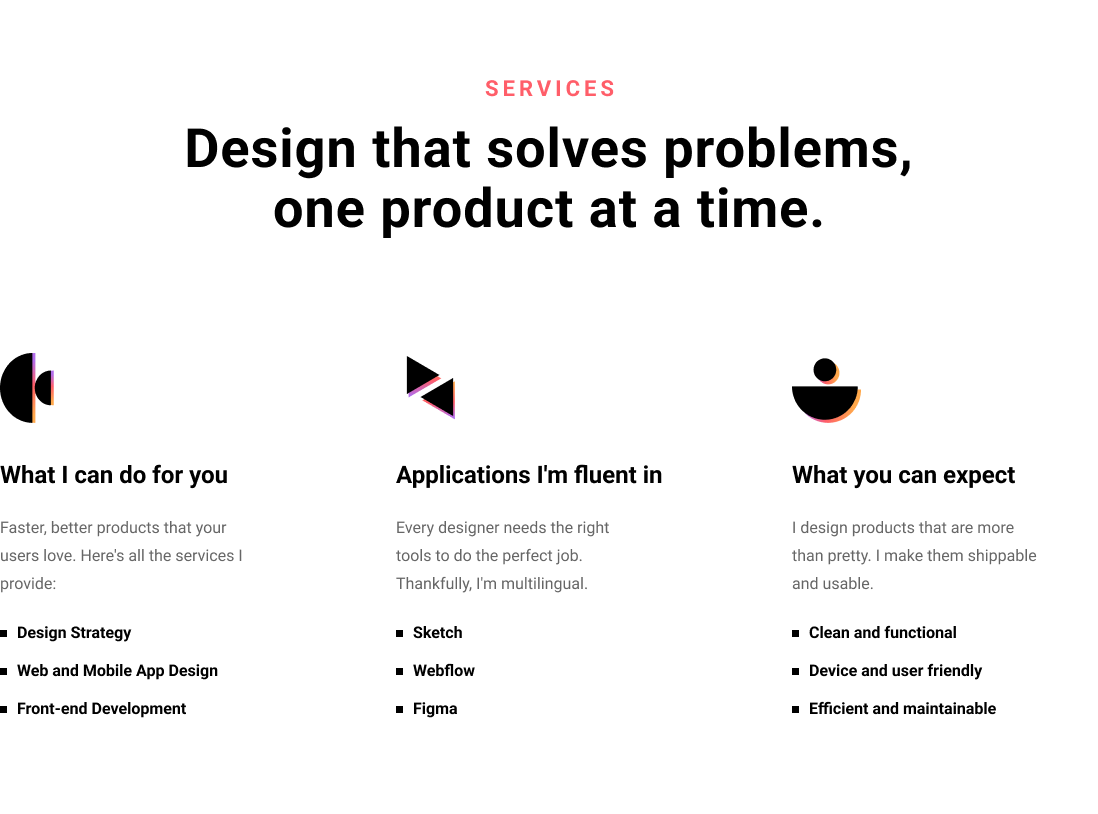 SERVICES
Design that solves problems,
one product at a time.
What I can do for you
Faster, better products that your
users love. Here's all the services I
provide:
Design Strategy
Web and Mobile App Design
Front-end Development
Applications I'm fluent in
Every designer needs the right
tools to do the perfect job.
Thankfully, I'm multilingual.
Sketch
Webflow
Figma
What you can expect
I design products that are more
than pretty. I make them shippable
and usable.
Clean and functional
Device and user friendly
Efficient and maintainable